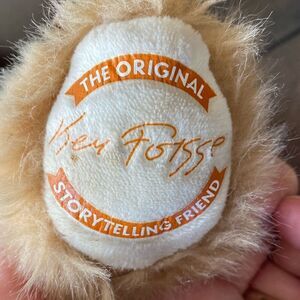 THE ORIGINAL
Ken Forsse
STORYTELLING FRIEND